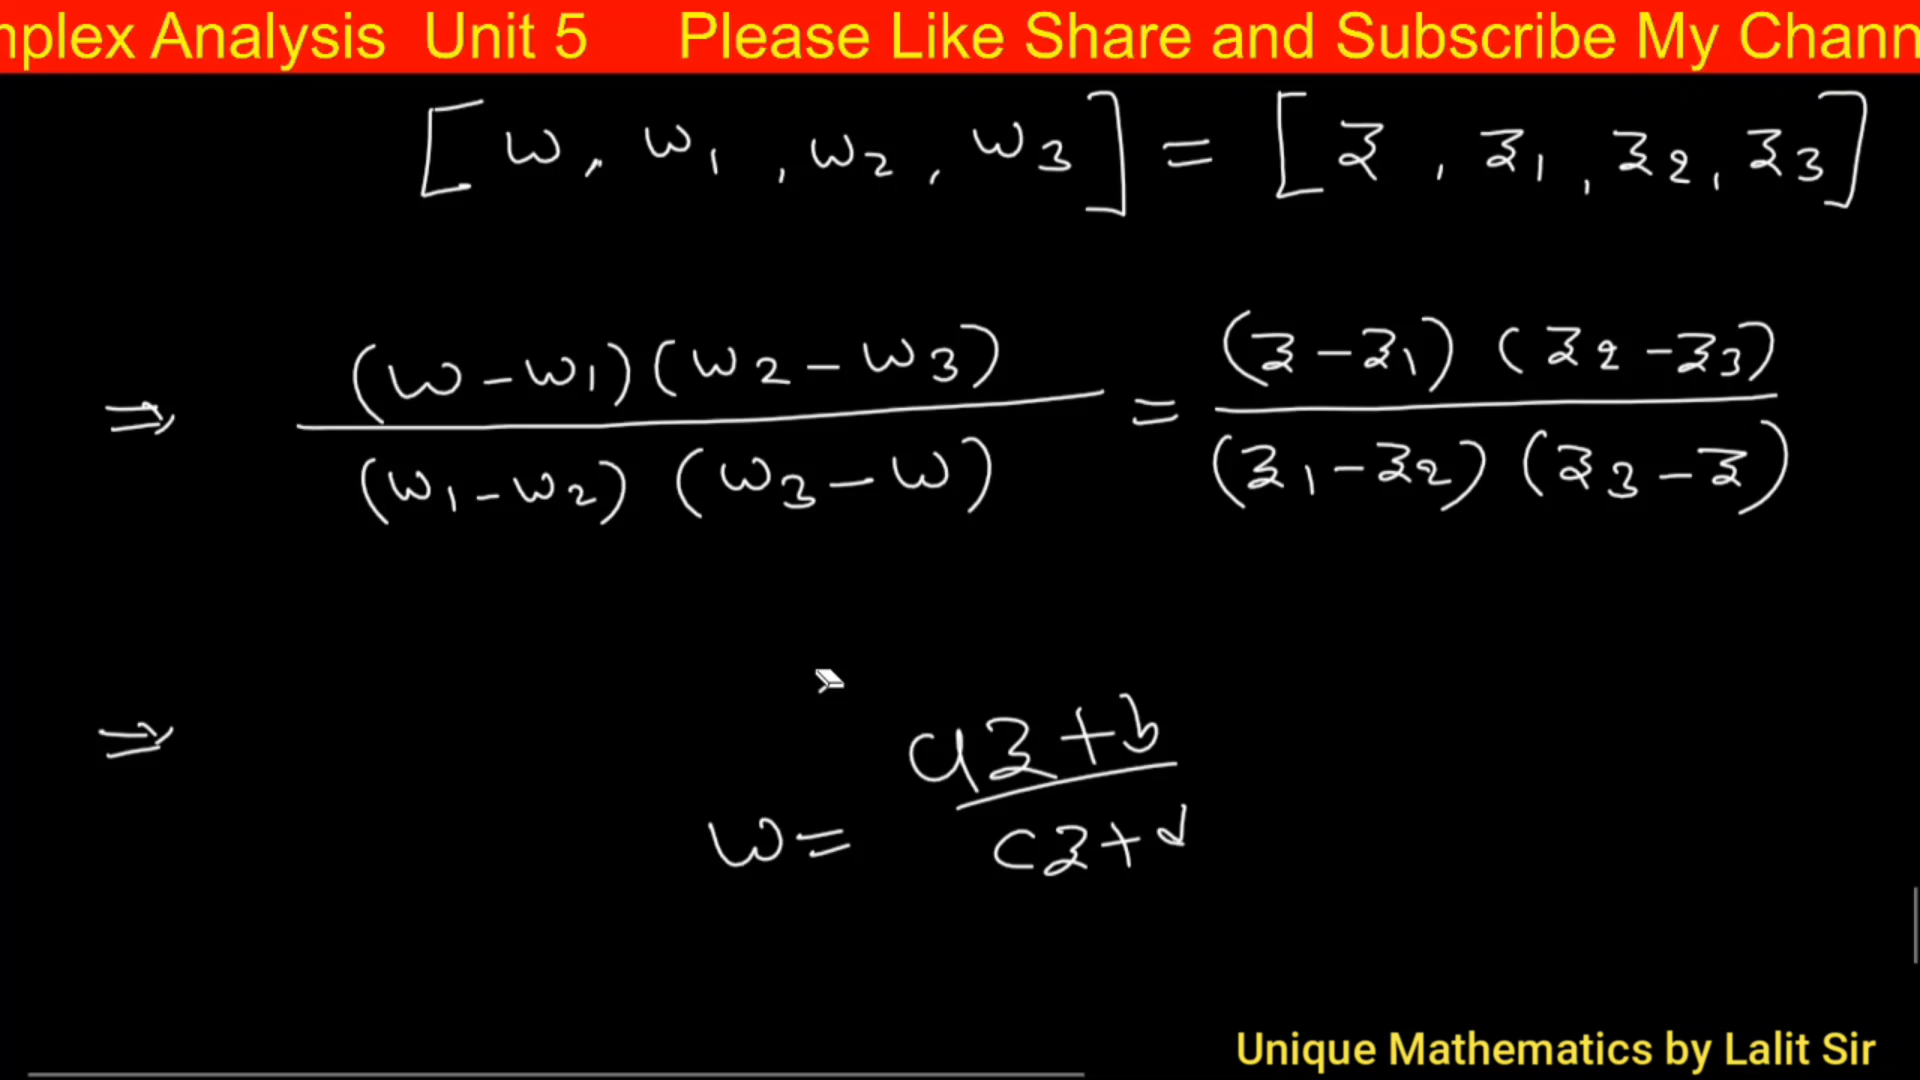 nplex Analysis Unit 5 Please Like Share and Subscribe My Chann
[w, w1, w2, w3] = [z, z1, z2, z3]
⇒ (w-w1)(w2-w3) / (w1-w2)(w3-w) = (z-z1)(z2-z3) / (z1-z2)(z3-z)
⇒ w = az+b / cz+d
Unique Mathematics by Lalit Sir